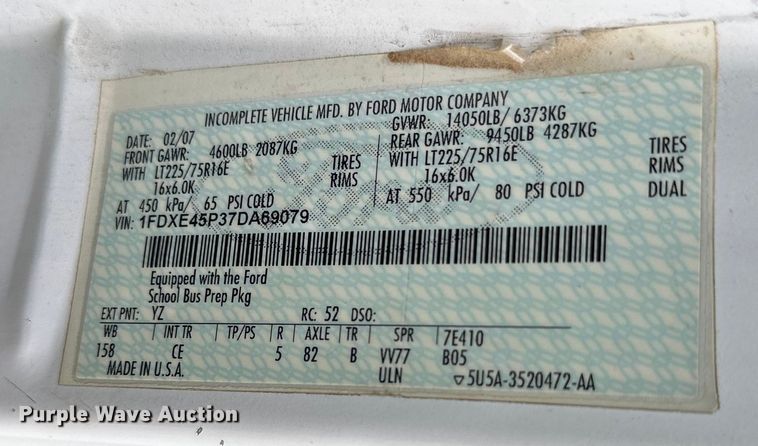 INCOMPLETE VEHICLE MFD. BY FORD MOTOR COMPANY
DATE: 02/07 GVWR: 14050LB/ 6373KG
FRONT GAWR: 4600LB 2087KG REAR GAWR: 9450LB 4287KG
WITH LT225/75R16E TIRES WITH LT225/75R16E TIRES
16x6.0K RIMS 16x6.0K RIMS
AT 450 kPa/ 65 PSI COLD AT 550 kPa/ 80 PSI COLD DUAL
VIN: 1FDXE45P37DA69079
Equipped with the Ford
School Bus Prep Pkg
EXT PNT: YZ RC: 52 DSO:
WB INT TR TP/PS R AXLE TR SPR 7E410
158 CE 5 82 B VV77 B05
MADE IN U.S.A. ULN ▽5U5A-3520472-AA
Purple Wave Auction